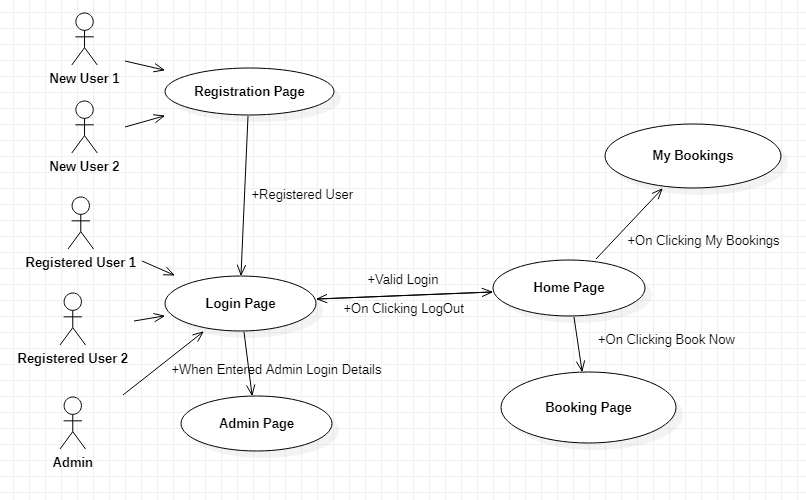 New User 1
Registration Page
New User 2
My Bookings
+Registered User
Registered User 1
+On Clicking My Bookings
+Valid Login
Home Page
Login Page
+On Clicking LogOut
+On Clicking Book Now
Registered User 2
+When Entered Admin Login Details
Booking Page
Admin Page
Admin